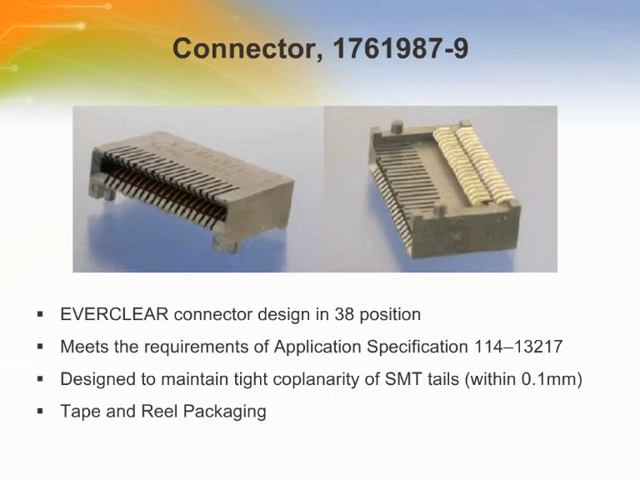 Connector, 1761987-9
▪ EVERCLEAR connector design in 38 position
▪ Meets the requirements of Application Specification 114–13217
▪ Designed to maintain tight coplanarity of SMT tails (within 0.1mm)
▪ Tape and Reel Packaging